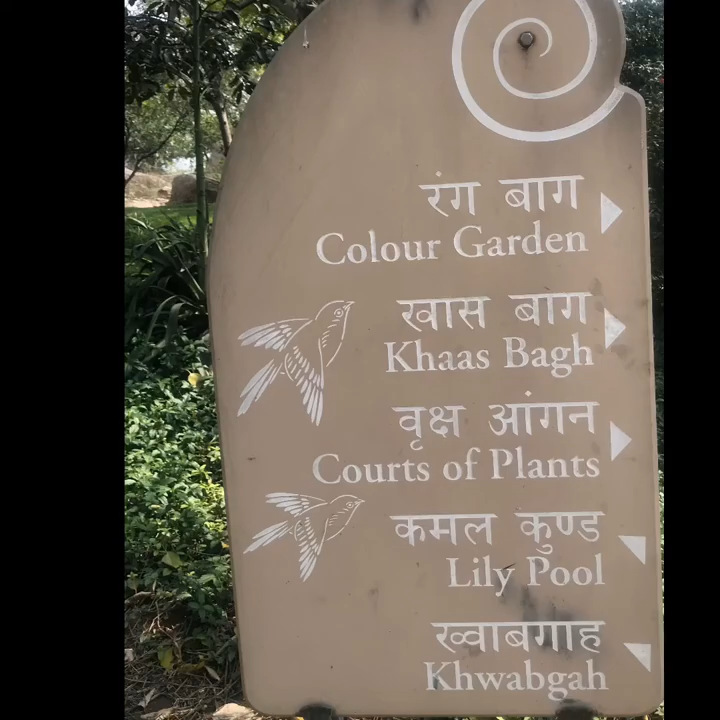 रंग बाग
Colour Garden
खास बाग
Khaas Bagh
वृक्ष आंगन
Courts of Plants
कमल कुण्ड
Lily Pool
ख्वाबगाह
Khwabgah